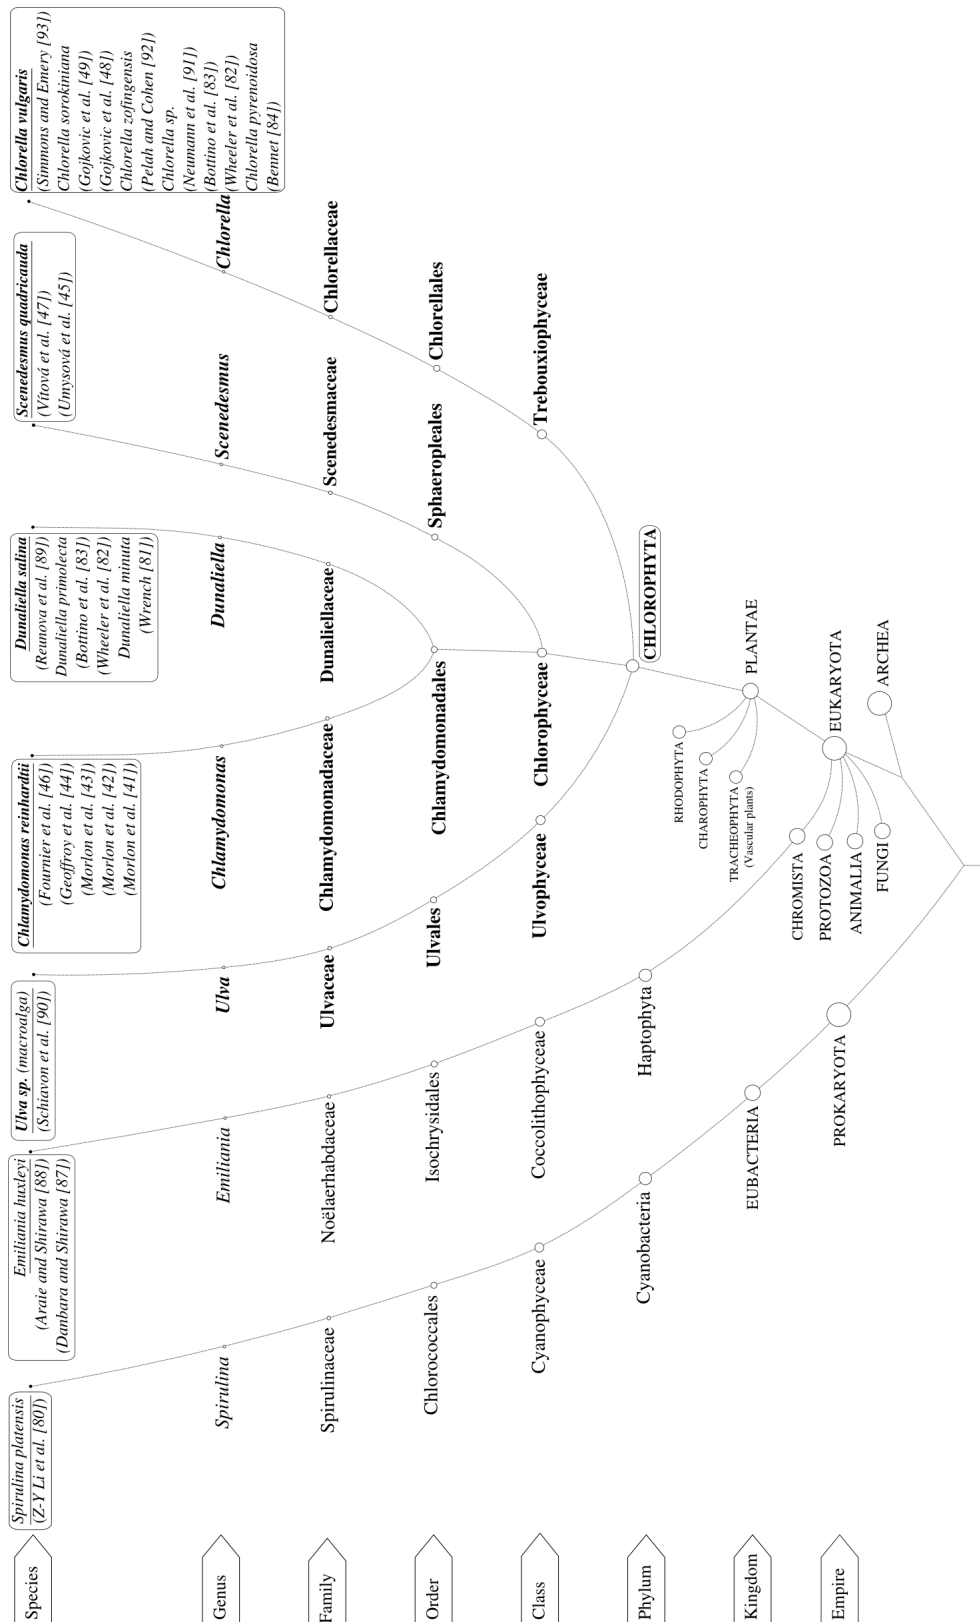 Species
Spirulina platensis
(Z-Y Li et al. [80])
Emiliania huxleyi
(Araie and Shirawa [88])
(Danbara and Shirawa [87])
Ulva sp. (macroalga)
(Schiavon et al. [90])
Chlamydomonas reinhardtii
(Fournier et al. [46])
(Geoffroy et al. [44])
(Morlon et al. [43])
(Morlon et al. [42])
(Morlon et al. [41])
Dunaliella salina
(Reunova et al. [89])
Dunaliella primolecta
(Bottino et al. [83])
(Wheeler et al. [82])
Dunaliella minuta
(Wrench [81])
Scenedesmus quadricauda
(Vítová et al. [47])
(Umysová et al. [45])
Chlorella vulgaris
(Simmons and Emery [93])
Chlorella sorokiniana
(Gojkovic et al. [49])
(Gojkovic et al. [48])
Chlorella zofingensis
(Pelah and Cohen [92])
Chlorella sp.
(Neumann et al. [91])
(Bottino et al. [83])
(Wheeler et al. [82])
Chlorella pyrenoidosa
(Bennet [84])
Genus
Spirulina
Emiliania
Ulva
Chlamydomonas
Dunaliella
Scenedesmus
Chlorella
Family
Spirulinaceae
Noëlaerhabdaceae
Ulvaceae
Chlamydomonadaceae
Dunaliellaceae
Scenedesmaceae
Chlorellaceae
Order
Chlorococcales
Isochrysidales
Ulvales
Chlamydomonadales
Sphaeropleales
Chlorellales
Class
Cyanophyceae
Coccolithophyceae
Ulvophyceae
Chlorophyceae
Trebouxiophyceae
Phylum
Cyanobacteria
Haptophyta
CHLOROPHYTA
RHODOPHYTA
CHAROPHYTA
TRACHEOPHYTA
(Vascular plants)
Kingdom
EUBACTERIA
PLANTAE
CHROMISTA
PROTOZOA
ANIMALIA
FUNGI
Empire
PROKARYOTA
EUKARYOTA
ARCHEA